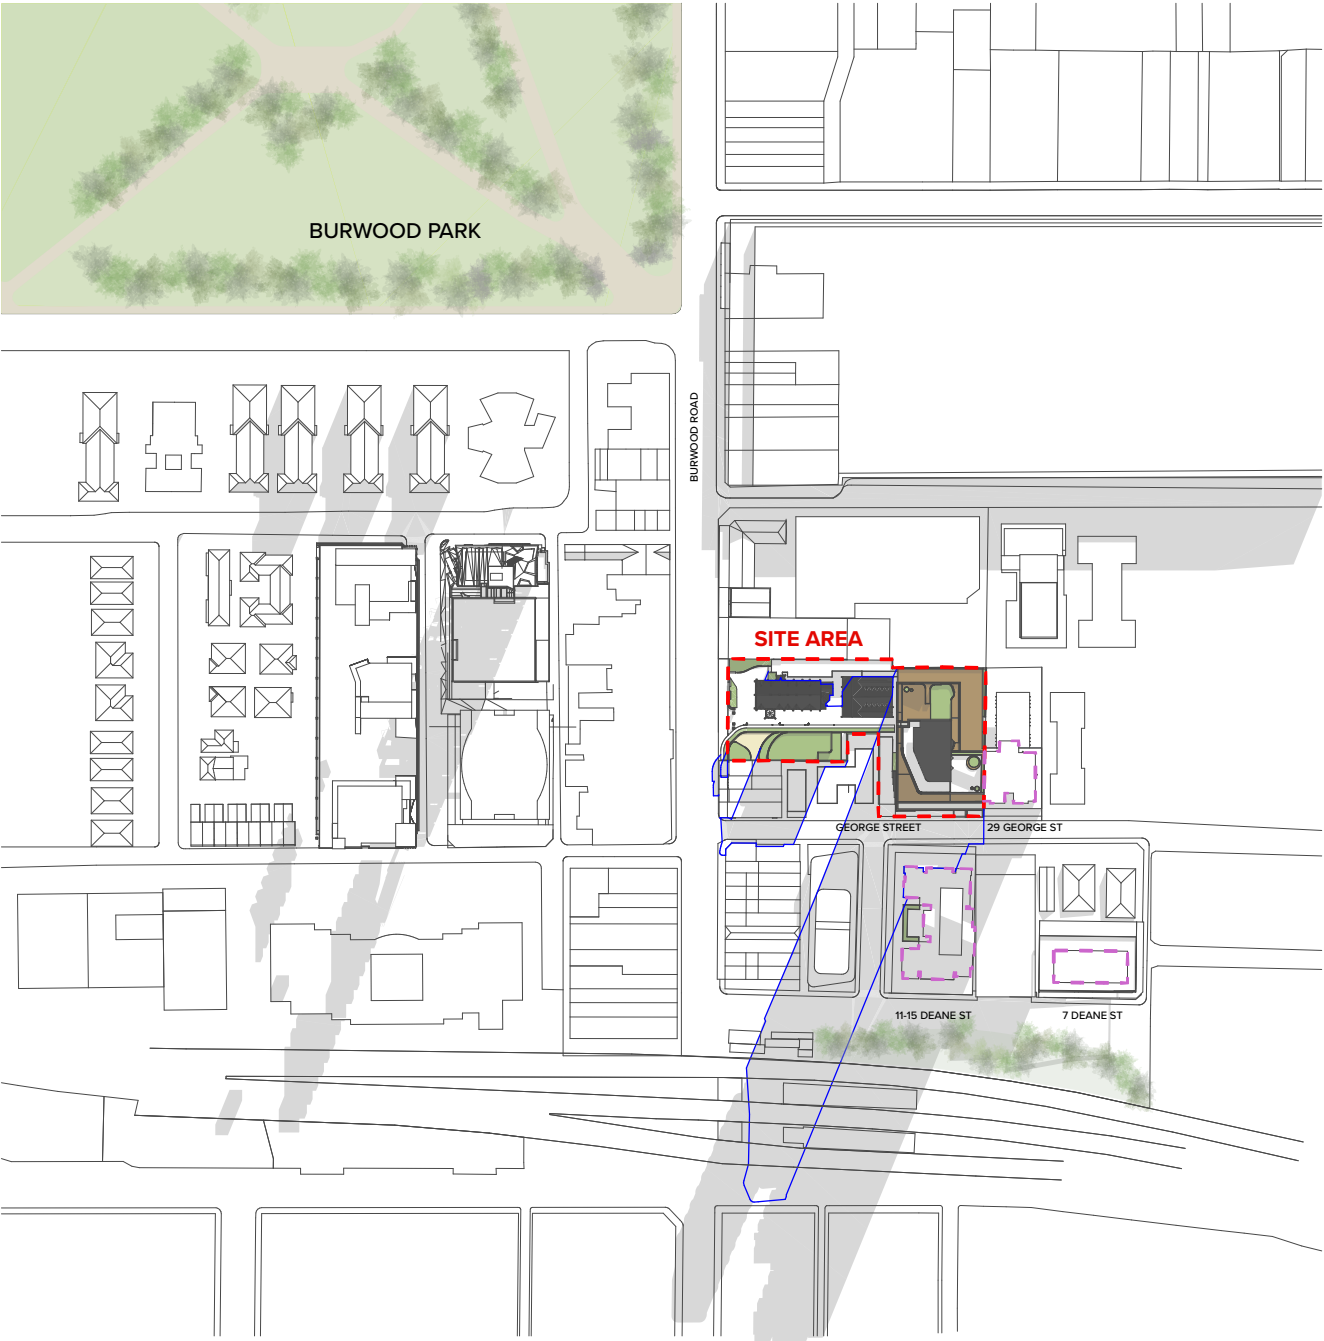 BURWOOD PARK
BURWOOD ROAD
SITE AREA
GEORGE STREET
29 GEORGE ST
11-15 DEANE ST
7 DEANE ST